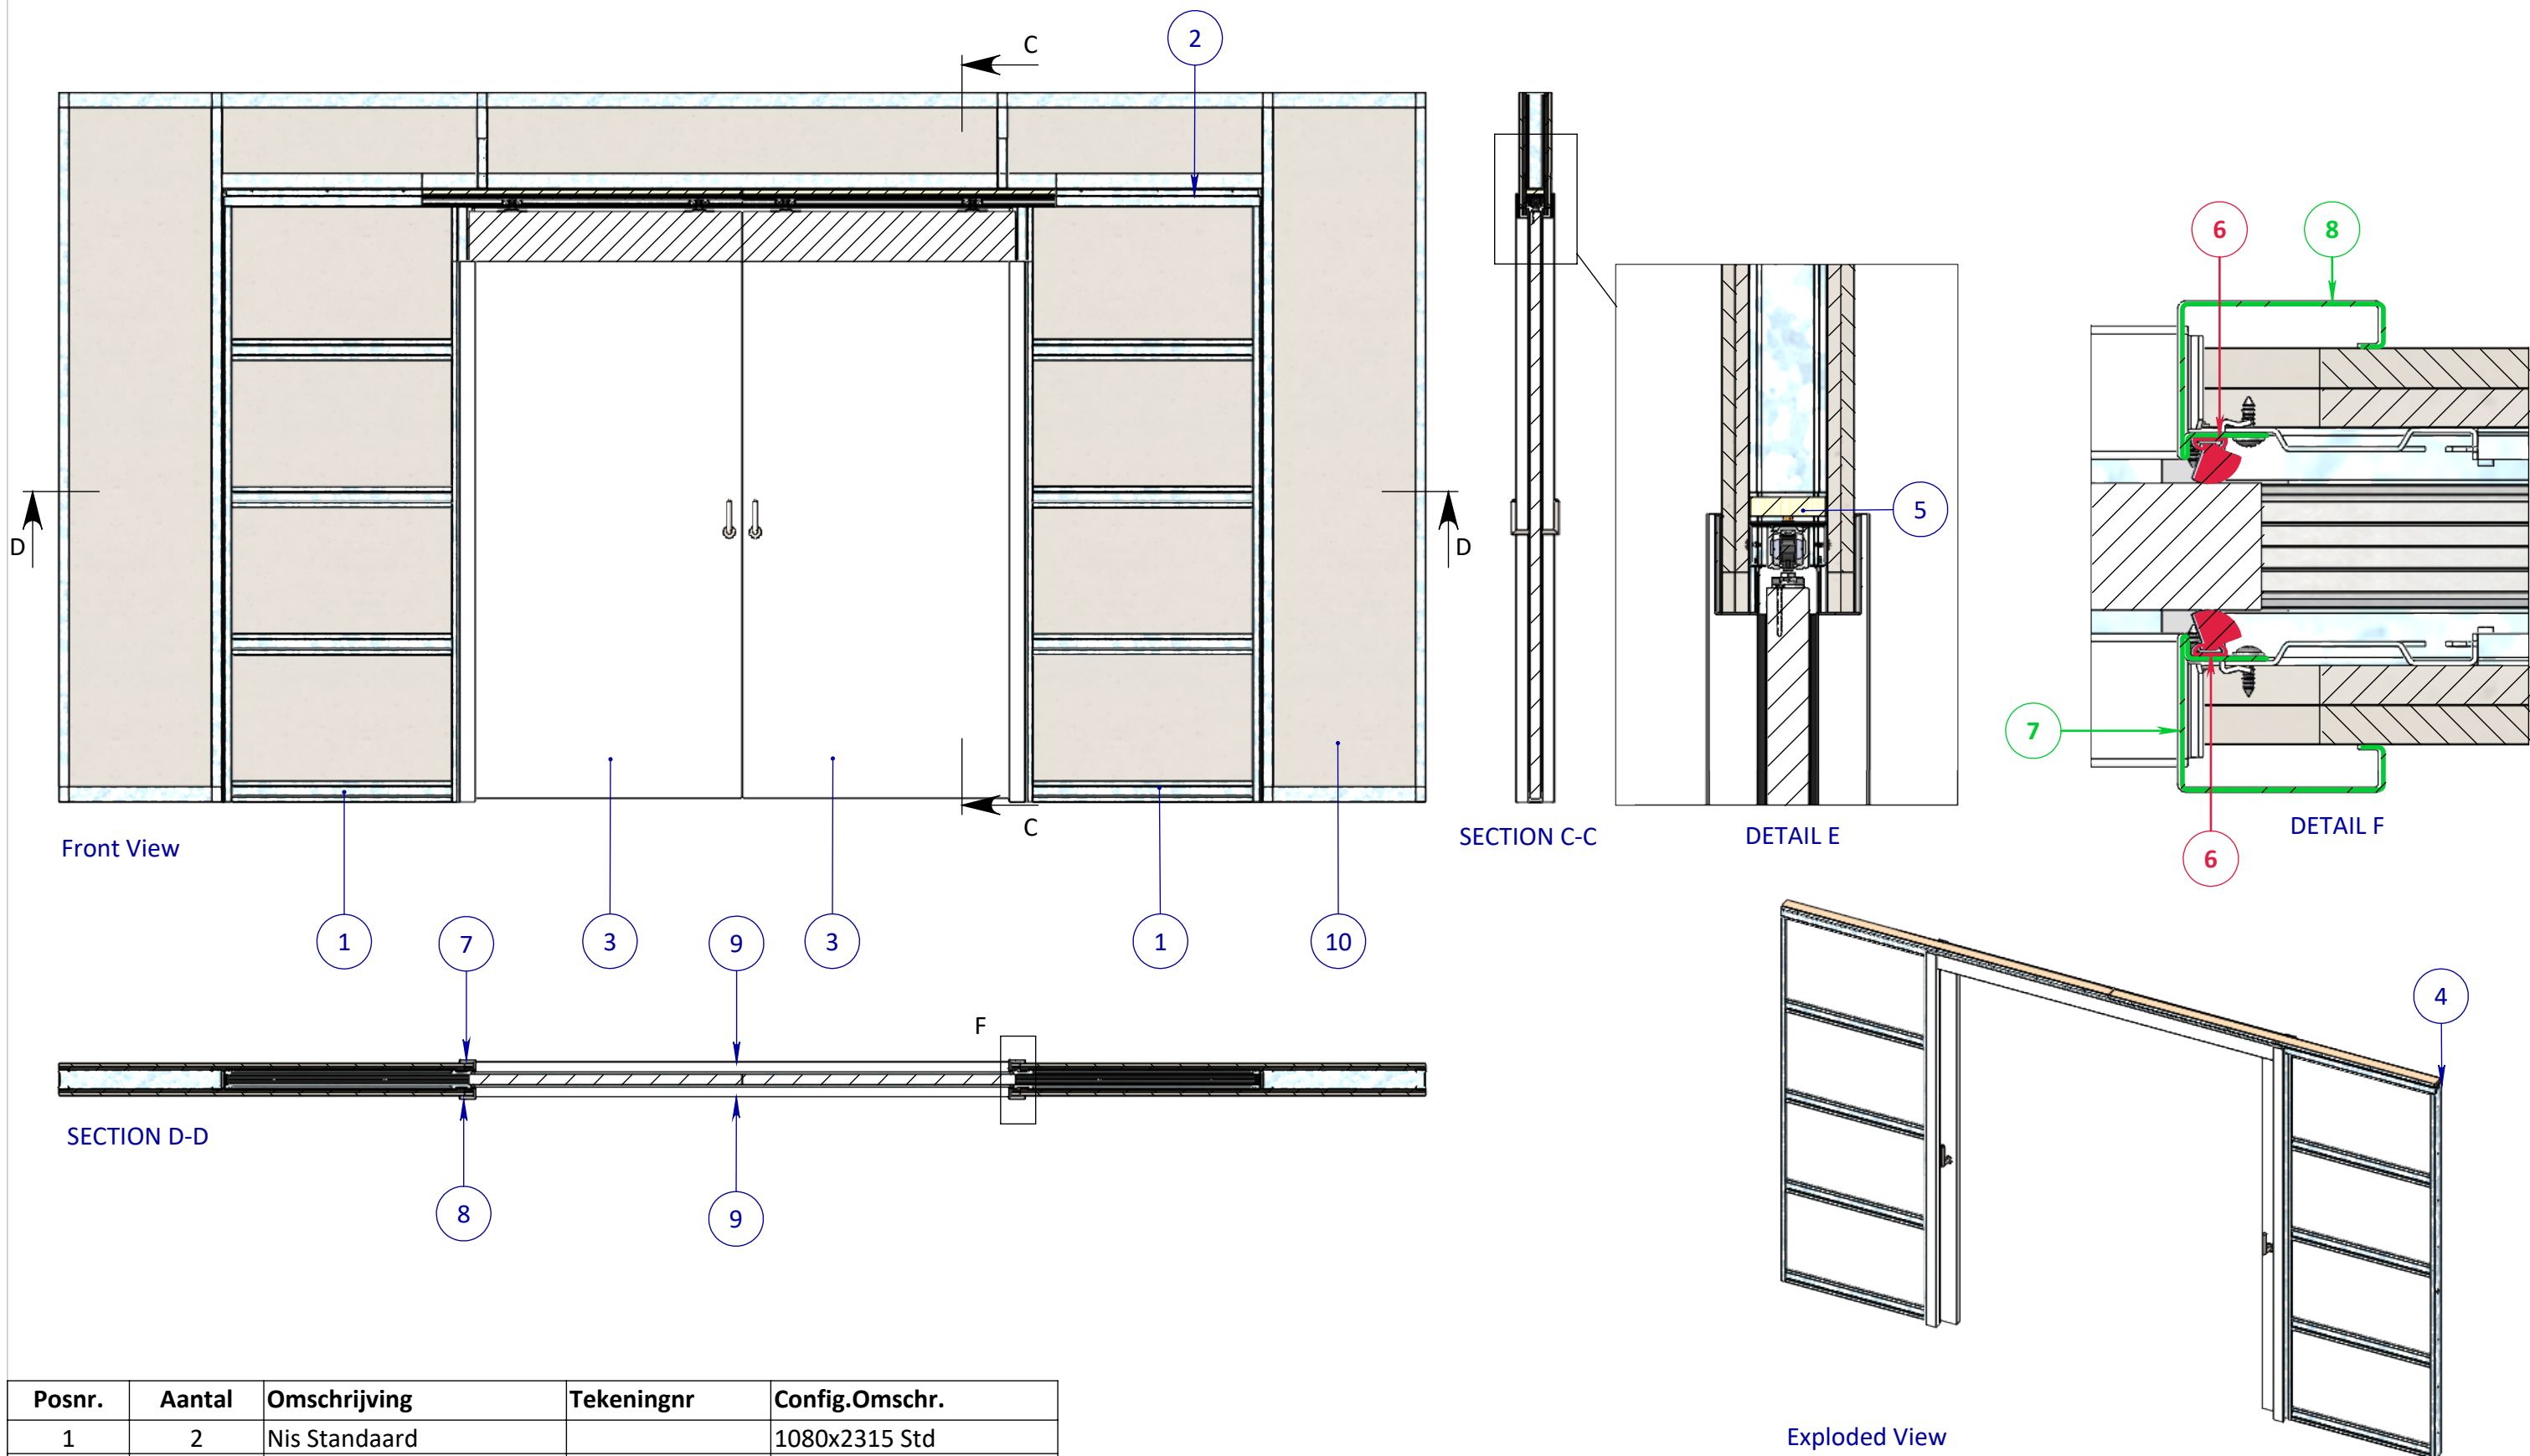 C
2
6
8
5
D
D
7
C
6
Front View
SECTION C-C
DETAIL E
DETAIL F
1
7
3
9
3
1
10
4
F
SECTION D-D
8
9
Posnr. Aantal Omschrijving Tekeningnr Config.Omschr.
1 2 Nis Standaard 1080x2315 Std
Exploded View